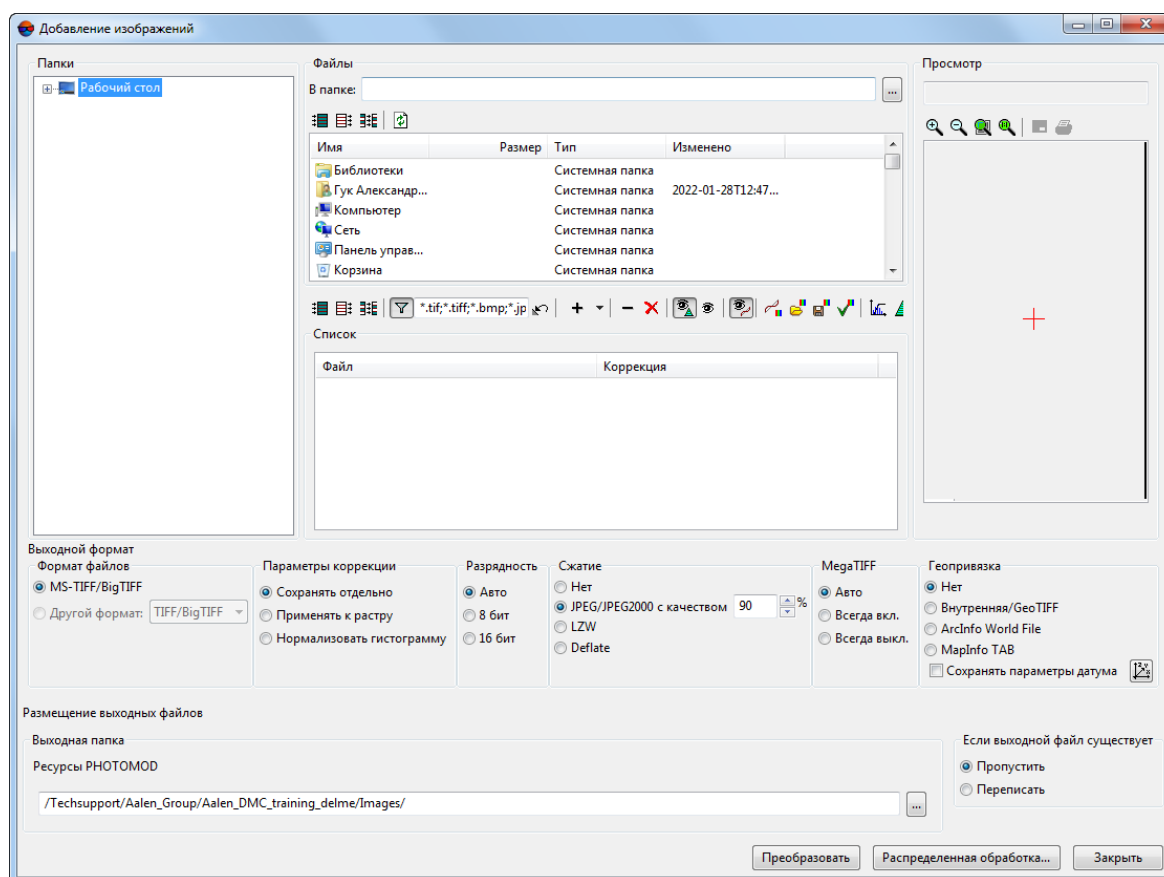 Добавление изображений
Папки
Рабочий стол
Файлы
В папке:
...
Имя Размер Тип Изменено
Библиотеки Системная папка
Гук Александр... Системная папка 2022-01-28T12:47...
Компьютер Системная папка
Сеть Системная папка
Панель управ... Системная папка
Корзина Системная папка
*.tif;*.tiff;*.bmp;*.jp
Список
Файл Коррекция
Просмотр
Выходной формат
Формат файлов
MS-TIFF/BigTIFF
Другой формат: TIFF/BigTIFF
Параметры коррекции
Сохранять отдельно
Применять к растру
Нормализовать гистограмму
Разрядность
Авто
8 бит
16 бит
Сжатие
Нет
JPEG/JPEG2000 с качеством 90 %
LZW
Deflate
MegaTIFF
Авто
Всегда вкл.
Всегда выкл.
Геопривязка
Нет
Внутренняя/GeoTIFF
ArcInfo World File
MapInfo TAB
Сохранять параметры датума
Размещение выходных файлов
Выходная папка
Ресурсы PHOTOMOD
/Techsupport/Aalen_Group/Aalen_DMC_training_delme/Images/
...
Если выходной файл существует
Пропустить
Переписать
Преобразовать
Распределенная обработка...
Закрыть